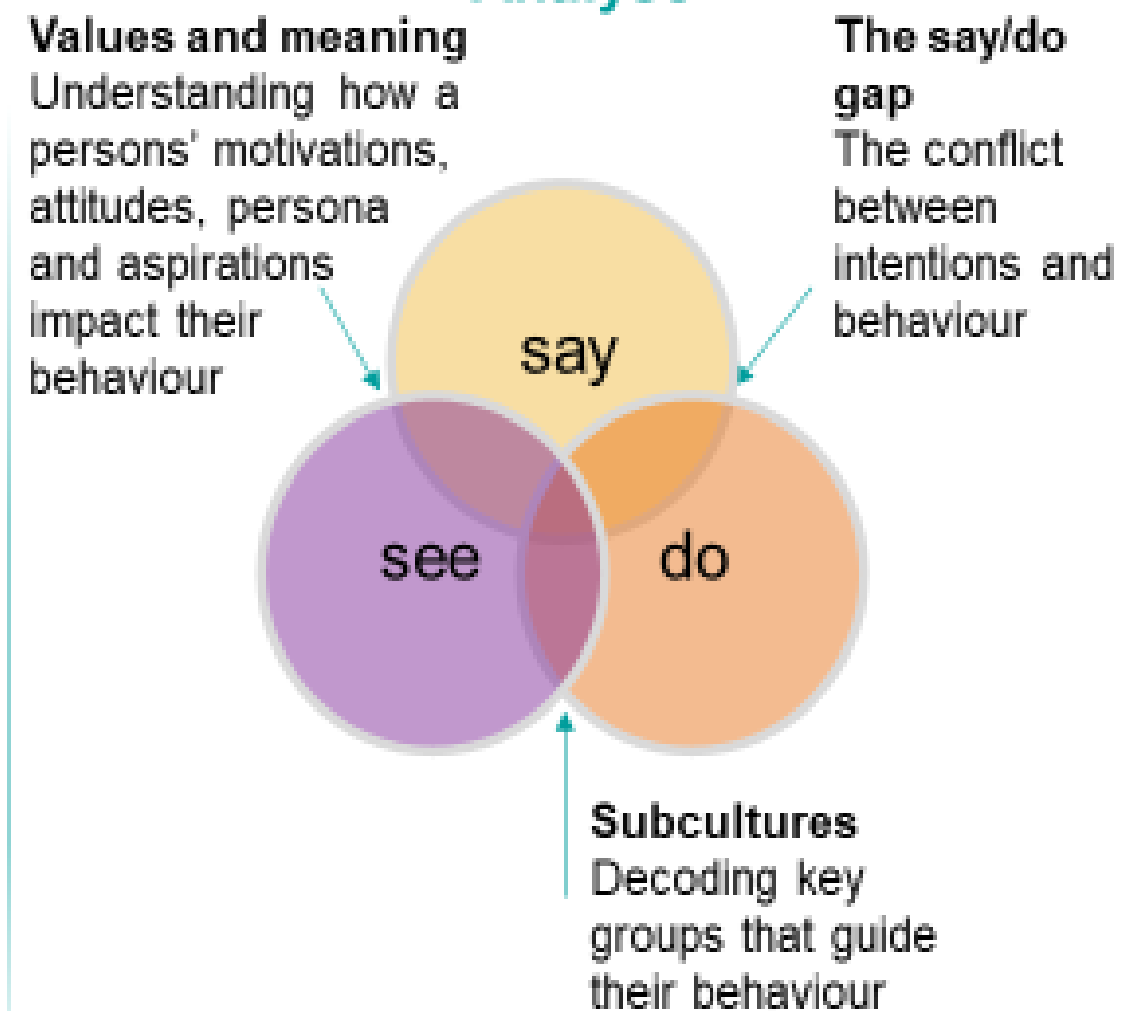 Values and meaning
Understanding how a
persons' motivations,
attitudes, persona
and aspirations
impact their
behaviour
The say/do
gap
The conflict
between
intentions and
behaviour
say
see
do
Subcultures
Decoding key
groups that guide
their behaviour